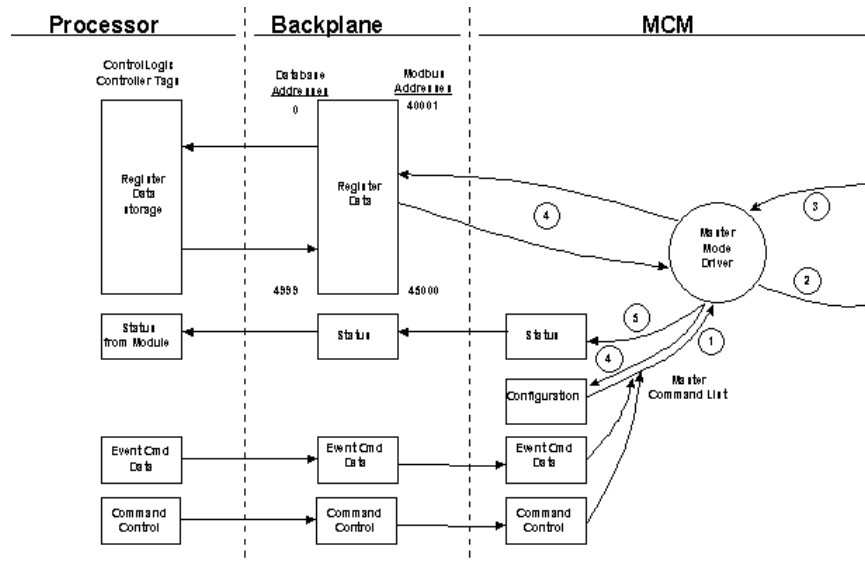 Processor
Backplane
MCM
ControlLogix
Controller Tags
Database
Addresses
0
Modbus
Addresses
40001
Register
Data
storage
Register
Data
4
Master
Mode
Driver
3
2
4999
45000
Status
from Module
Status
Status
5
1
4
Configuration
Master
Command List
Event Cmd
Data
Event Cmd
Data
Event Cmd
Data
Command
Control
Command
Control
Command
Control